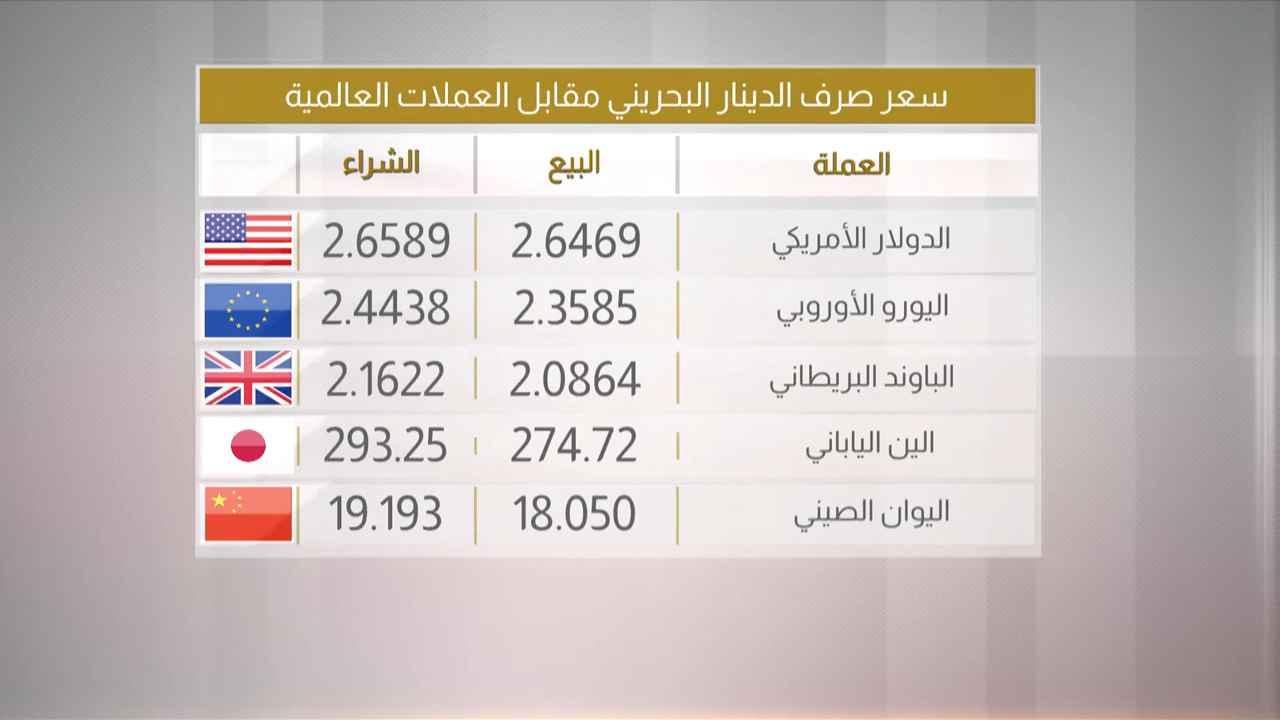 سعر صرف الدينار البحريني مقابل العملات العالمية
العملة البيع الشراء
الدولار الأمريكي 2.6469 2.6589
اليورو الأوروبي 2.3585 2.4438
الباوند البريطاني 2.0864 2.1622
الين الياباني 274.72 293.25
اليوان الصيني 18.050 19.193